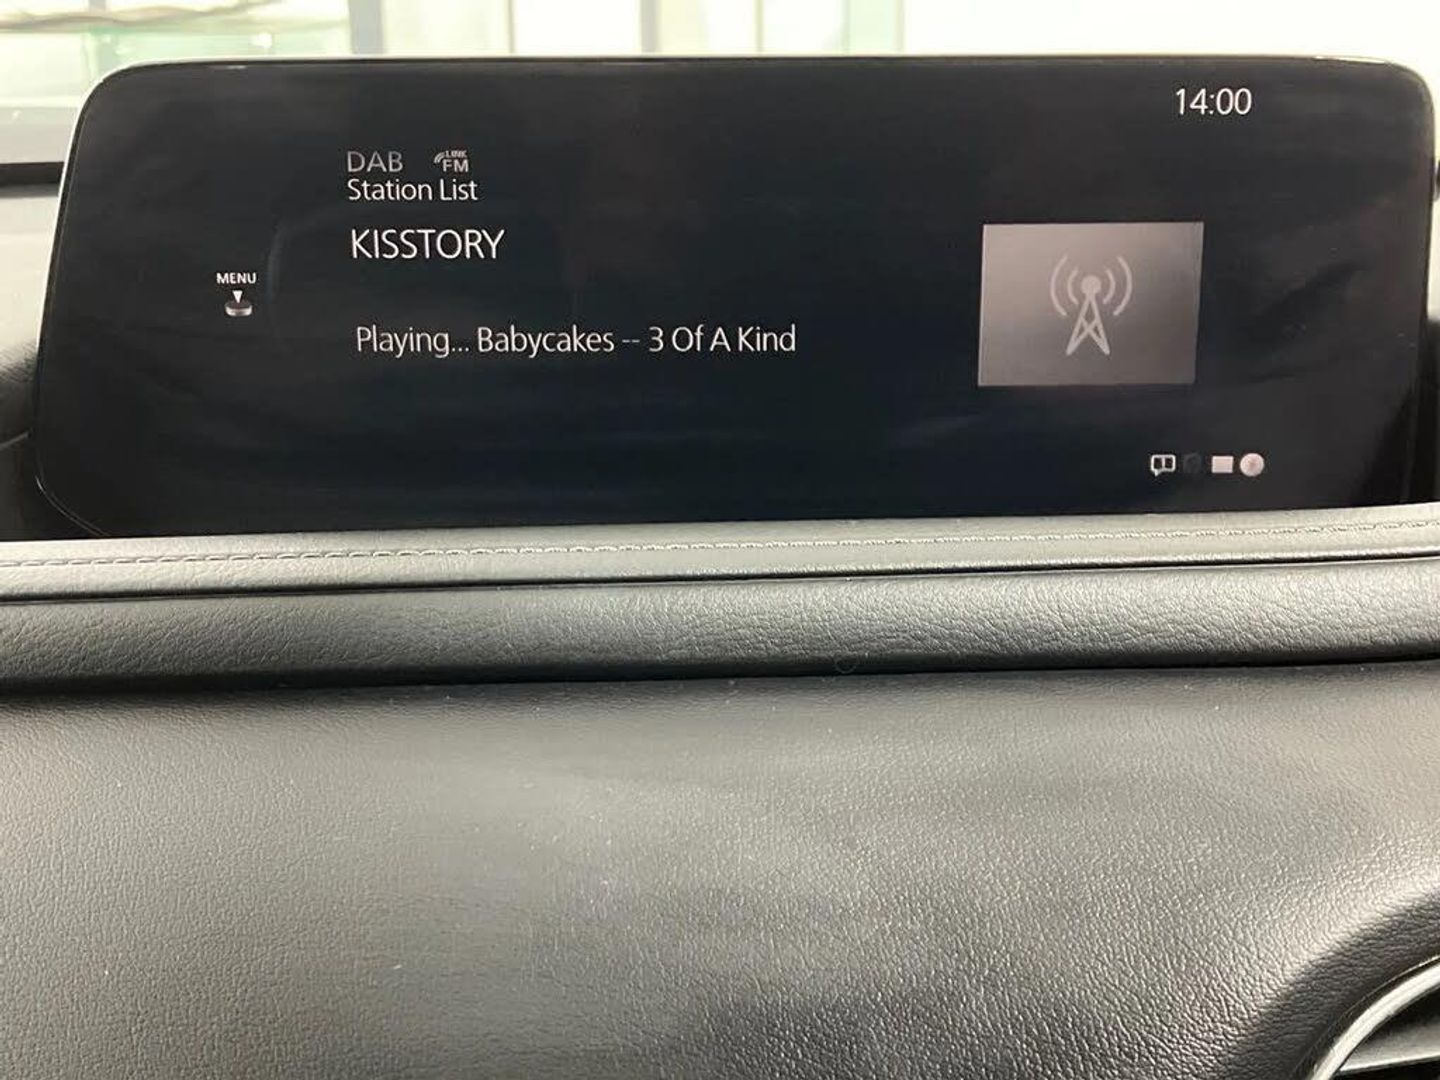 14:00
DAB LINK FM
Station List
KISSTORY
MENU
Playing... Babycakes -- 3 Of A Kind